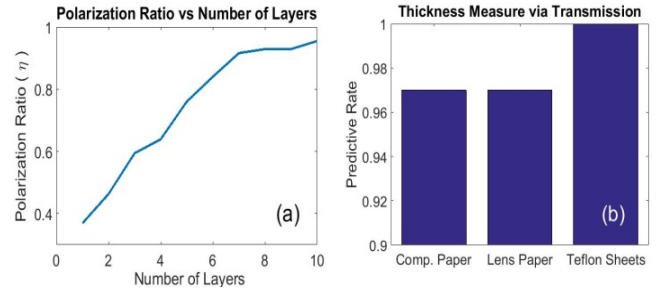 Polarization Ratio vs Number of Layers
Polarization Ratio ( η )
1
0.8
0.6
0.4
(a)
0
2
4
6
8
10
Number of Layers
Thickness Measure via Transmission
Predictive Rate
1
0.98
0.96
0.94
0.92
0.9
(b)
Comp. Paper
Lens Paper
Teflon Sheets